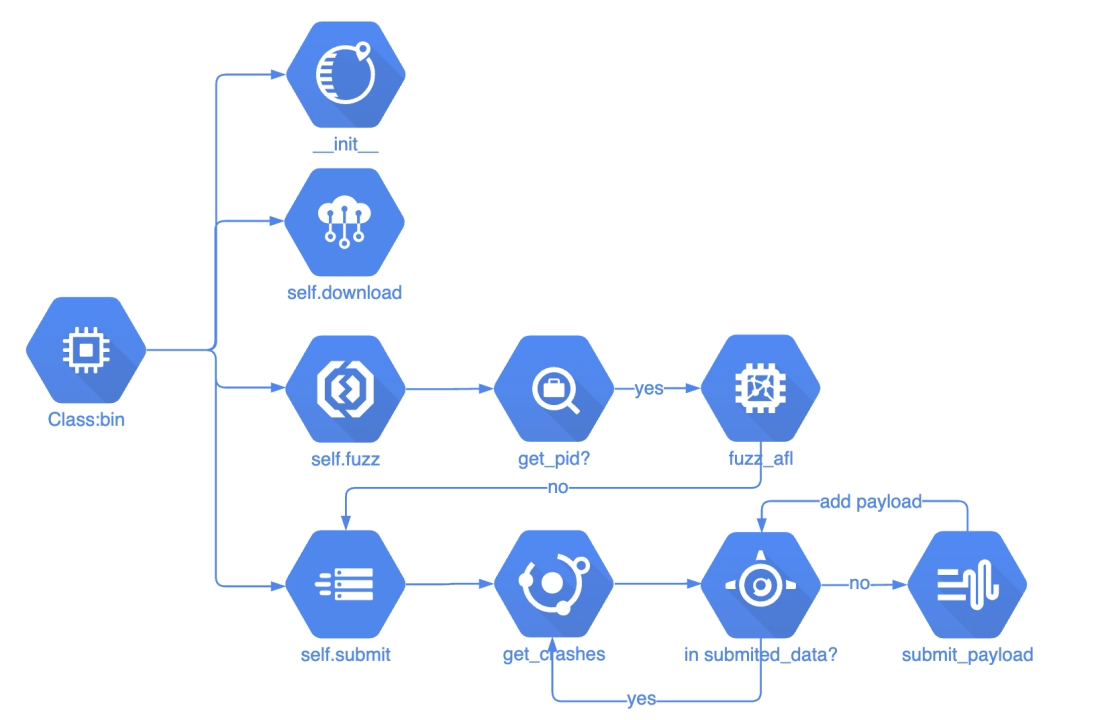 __init__
self.download
Class:bin
yes
self.fuzz
get_pid?
fuzz_afl
no
add payload
no
self.submit
get_crashes
in submited_data?
submit_payload
yes